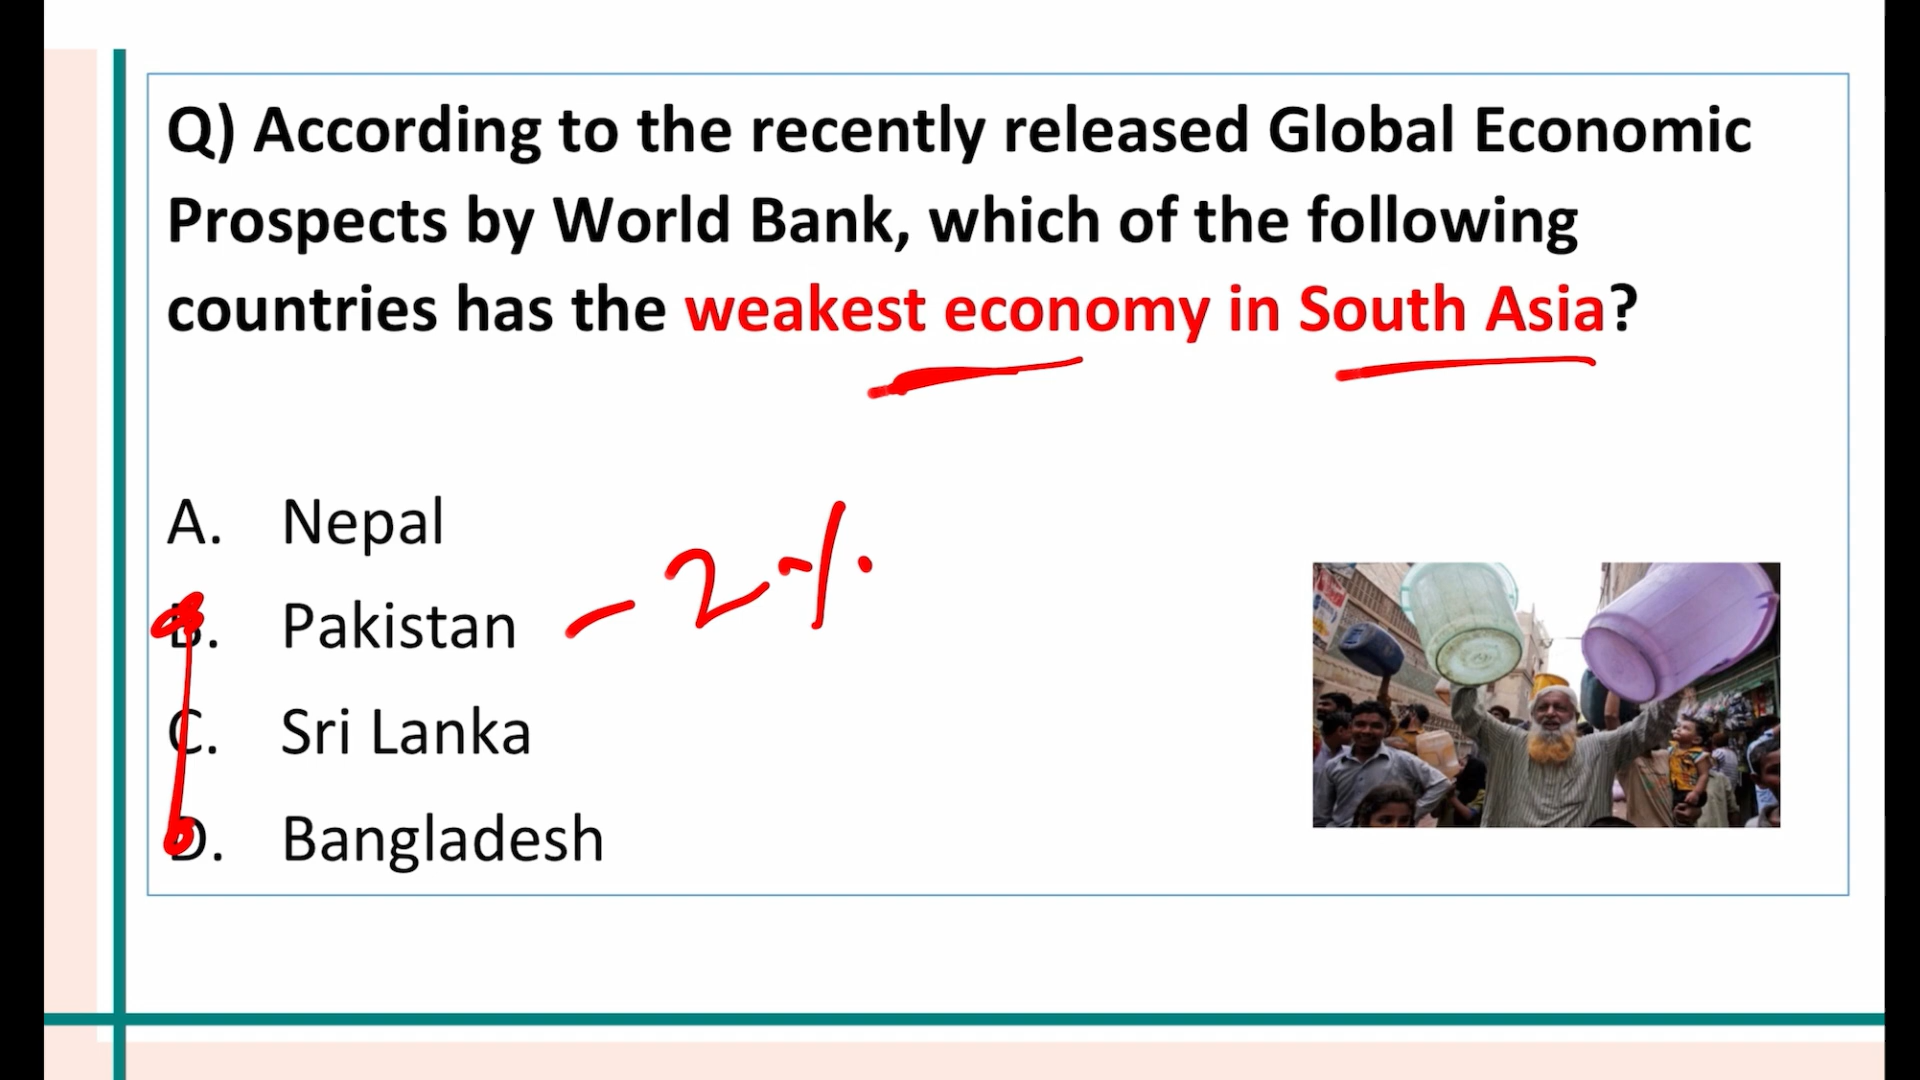 Q) According to the recently released Global Economic
Prospects by World Bank, which of the following
countries has the weakest economy in South Asia?
A. Nepal
B. Pakistan - 2%
C. Sri Lanka
D. Bangladesh